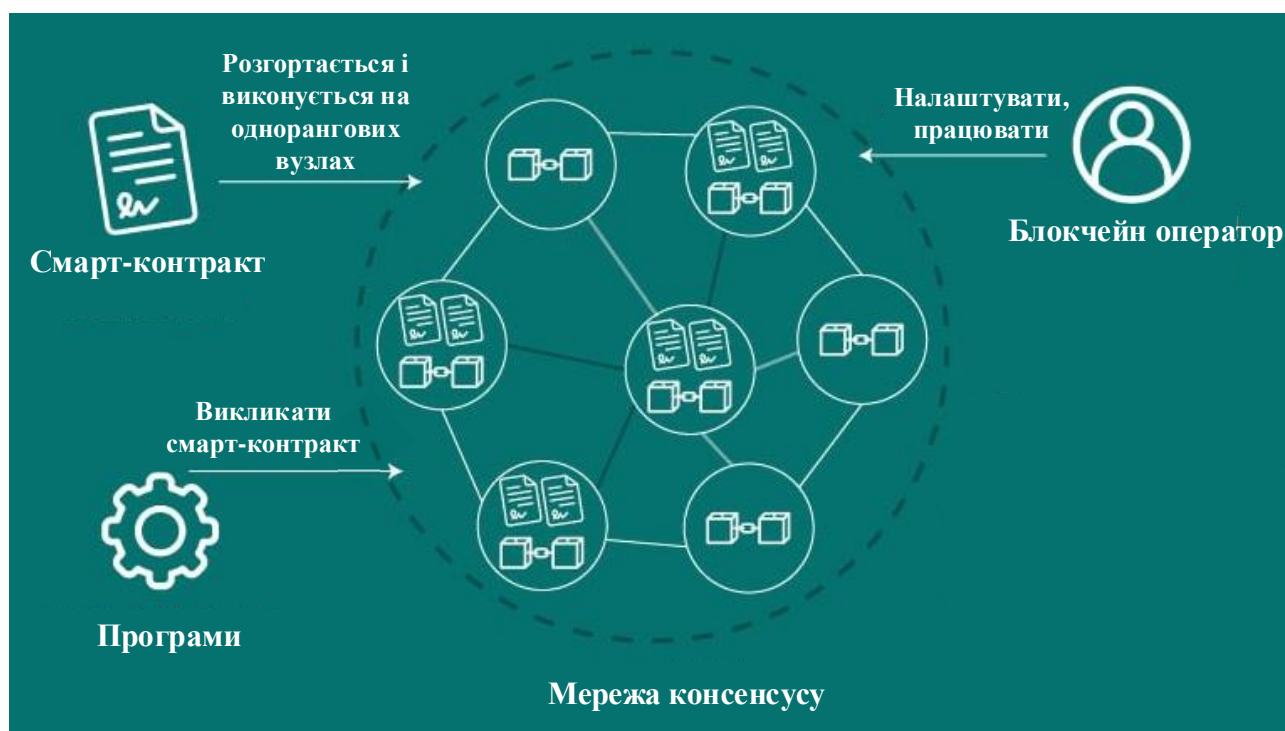 Розгортається і
виконується на
однорангових
вузлах
Смарт-контракт
Налаштувати,
працювати
Блокчейн оператор
Викликати
смарт-контракт
Програми
Мережа консенсусу